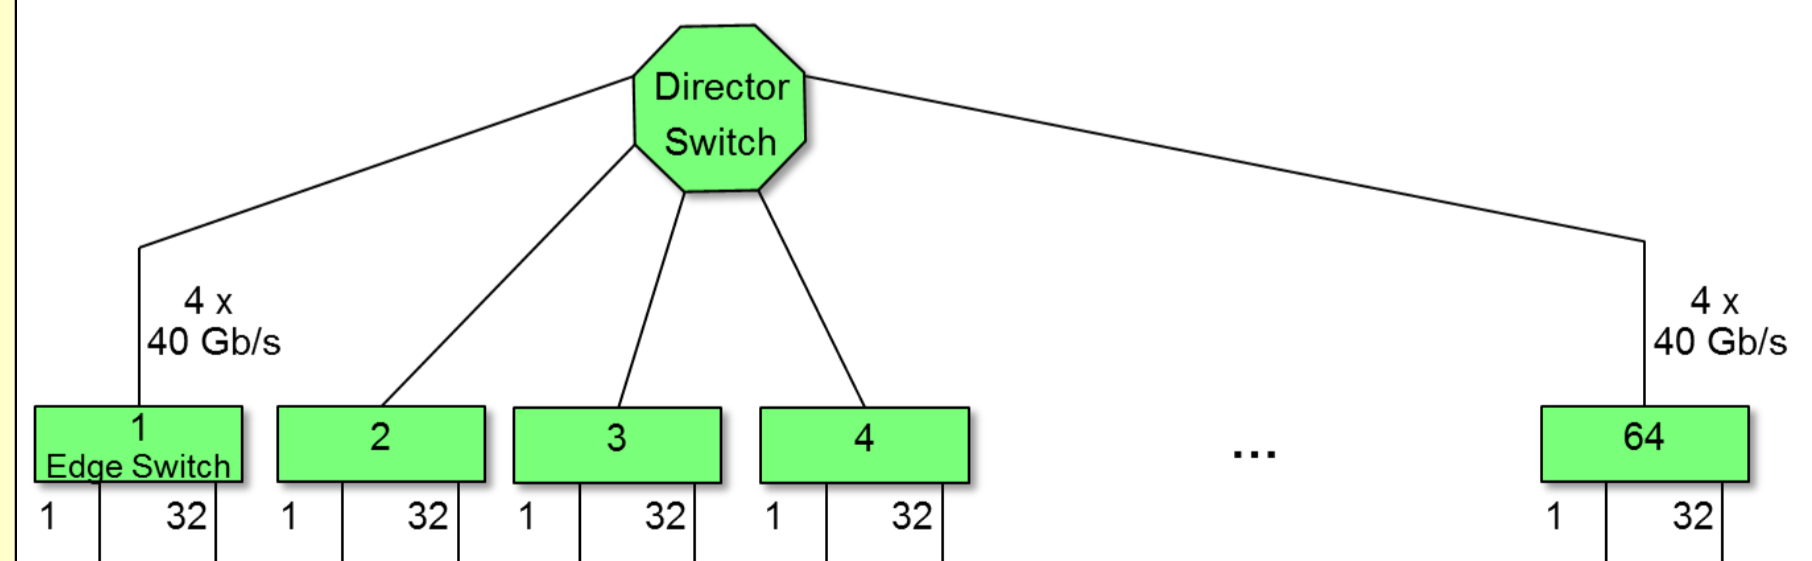 Director
Switch
4 x
40 Gb/s
4 x
40 Gb/s
1
Edge Switch
2
3
4
...
64
1 32 1 32 1 32 1 32 1 32